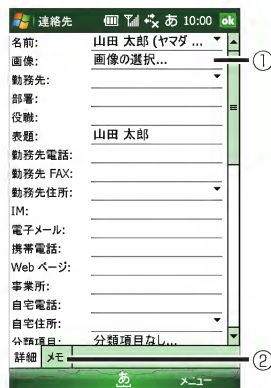 連絡先 あ 10:00 ok
名前: 山田 太郎 (ヤマダ ...
画像: 画像の選択... ①
勤務先:
部署:
役職:
表題: 山田 太郎
勤務先電話:
勤務先 FAX:
勤務先住所:
IM:
電子メール:
携帯電話:
Web ページ:
事業所:
自宅電話:
自宅住所:
分類項目: 分類項目なし...
詳細 メモ ②
あ メニュー